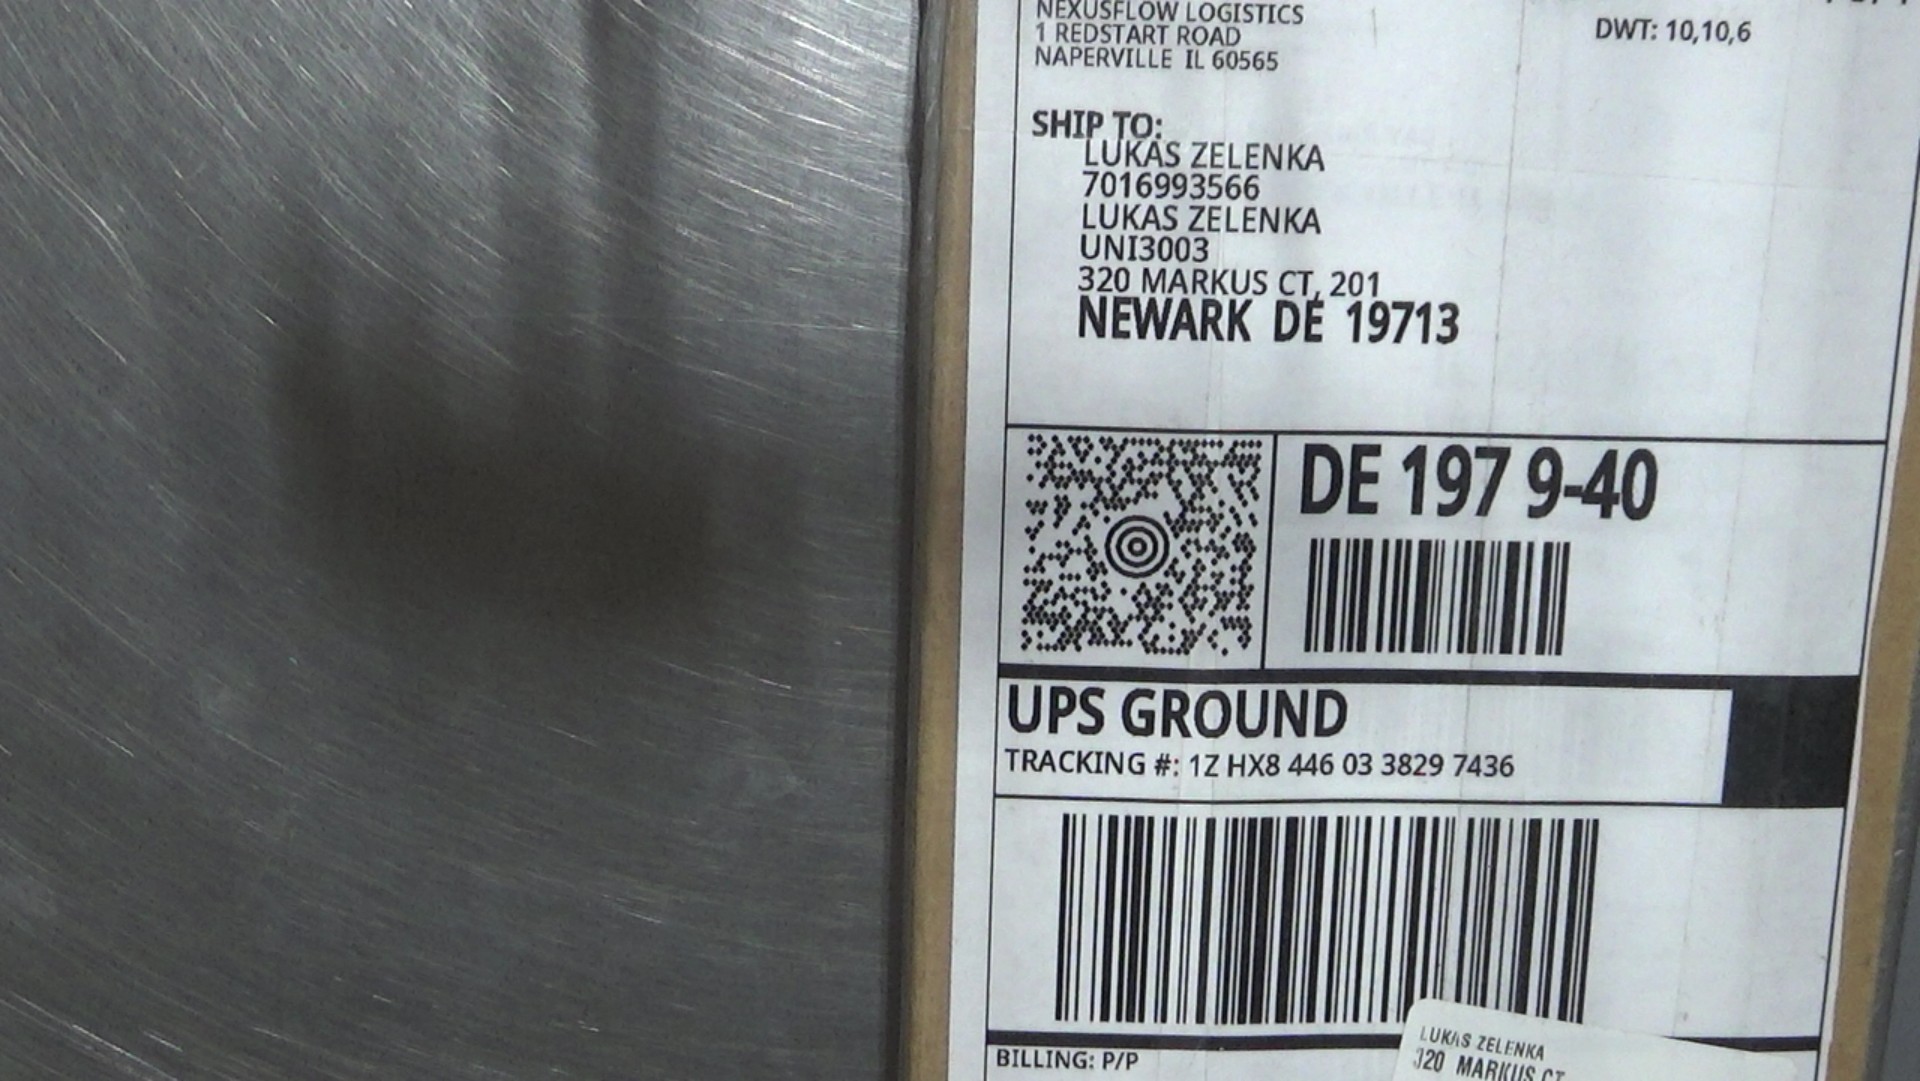 NEXUSFLOW LOGISTICS
1 REDSTART ROAD
NAPERVILLE IL 60565
DWT: 10,10,6
SHIP TO:
LUKAS ZELENKA
7016993566
LUKAS ZELENKA
UNI3003
320 MARKUS CT, 201
NEWARK DE 19713
DE 197 9-40
UPS GROUND
TRACKING #: 1Z HX8 446 03 3829 7436
BILLING: P/P
LUKAS ZELENKA
320 MARKUS CT